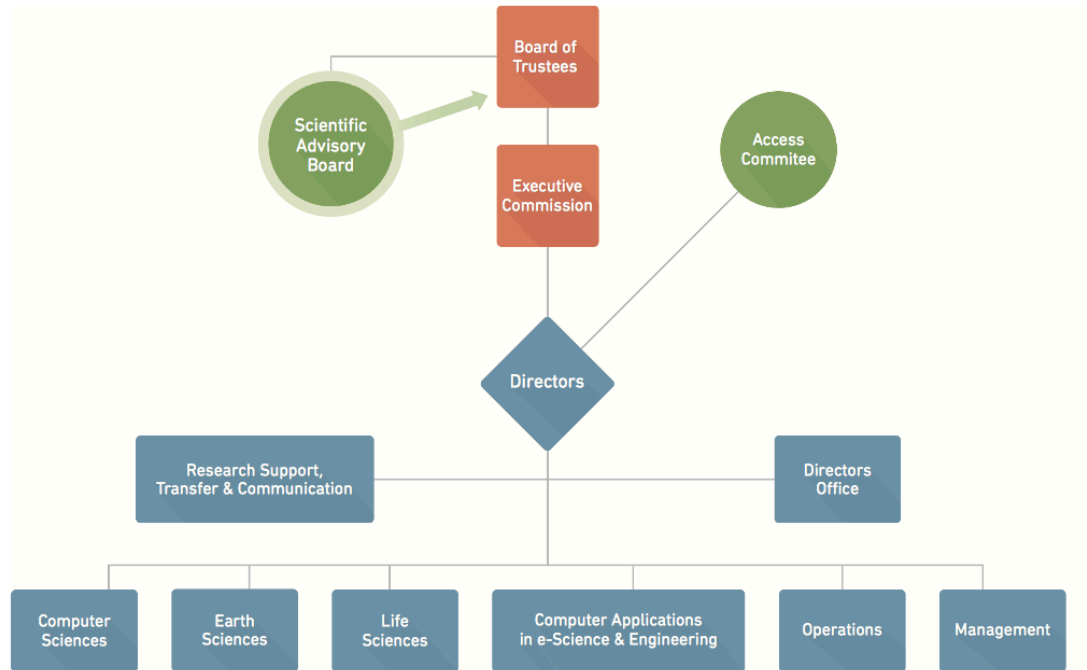 Board of
Trustees
Scientific
Advisory
Board
Access
Commitee
Executive
Commission
Directors
Research Support,
Transfer & Communication
Directors
Office
Computer
Sciences
Earth
Sciences
Life
Sciences
Computer Applications
in e-Science & Engineering
Operations
Management